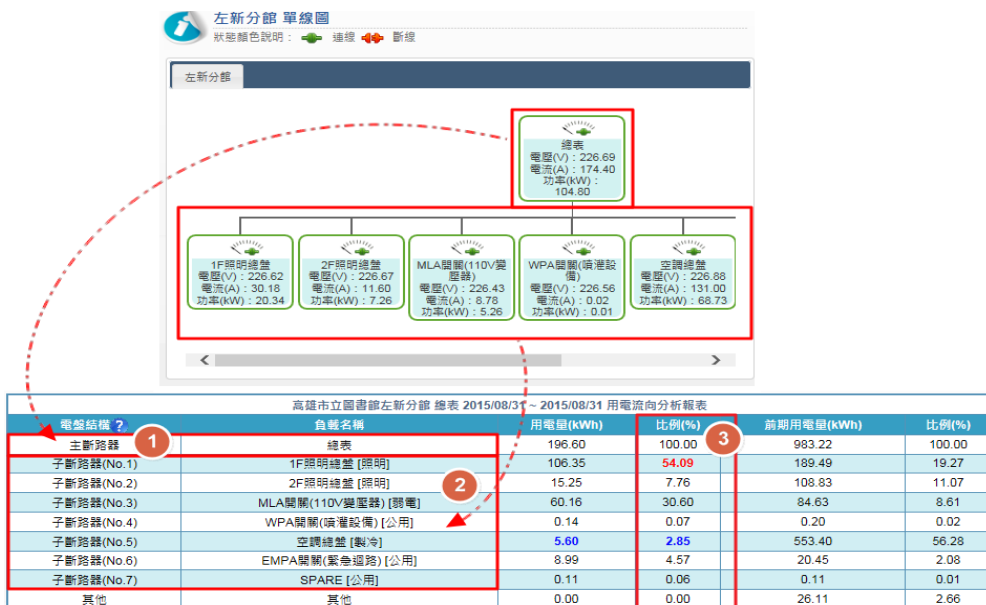 左新分館 單線圖
狀態顏色說明： 連線 斷線
左新分館
總表
電壓(V)：226.69
電流(A)：174.40
功率(kW)：
104.80
1F照明總盤
電壓(V)：226.62
電流(A)：30.18
功率(kW)：20.34
2F照明總盤
電壓(V)：226.67
電流(A)：11.60
功率(kW)：7.26
MLA開關(110V變
壓器)
電壓(V)：226.43
電流(A)：8.78
功率(kW)：5.26
WPA開關(噴灌設
備)
電壓(V)：226.56
電流(A)：0.02
功率(kW)：0.01
空調總盤
電壓(V)：226.88
電流(A)：131.00
功率(kW)：68.73
高雄市立圖書館左新分館 總表 2015/08/31 ~ 2015/08/31 用電流向分析報表
電盤結構 ? 負載名稱 用電量(kWh) 比例(%) 前期用電量(kWh) 比例(%)
主斷路器 1 總表 196.60 100.00 3 983.22 100.00
子斷路器(No.1) 1F照明總盤 [照明] 106.35 54.09 189.49 19.27
子斷路器(No.2) 2F照明總盤 [照明] 2 15.25 7.76 108.83 11.07
子斷路器(No.3) MLA開關(110V變壓器) [弱電] 60.16 30.60 84.63 8.61
子斷路器(No.4) WPA開關(噴灌設備) [公用] 0.14 0.07 0.20 0.02
子斷路器(No.5) 空調總盤 [製冷] 5.60 2.85 553.40 56.28
子斷路器(No.6) EMPA開關(緊急迴路) [公用] 8.99 4.57 20.45 2.08
子斷路器(No.7) SPARE [公用] 0.11 0.06 0.11 0.01
其他 其他 0.00 0.00 26.11 2.66